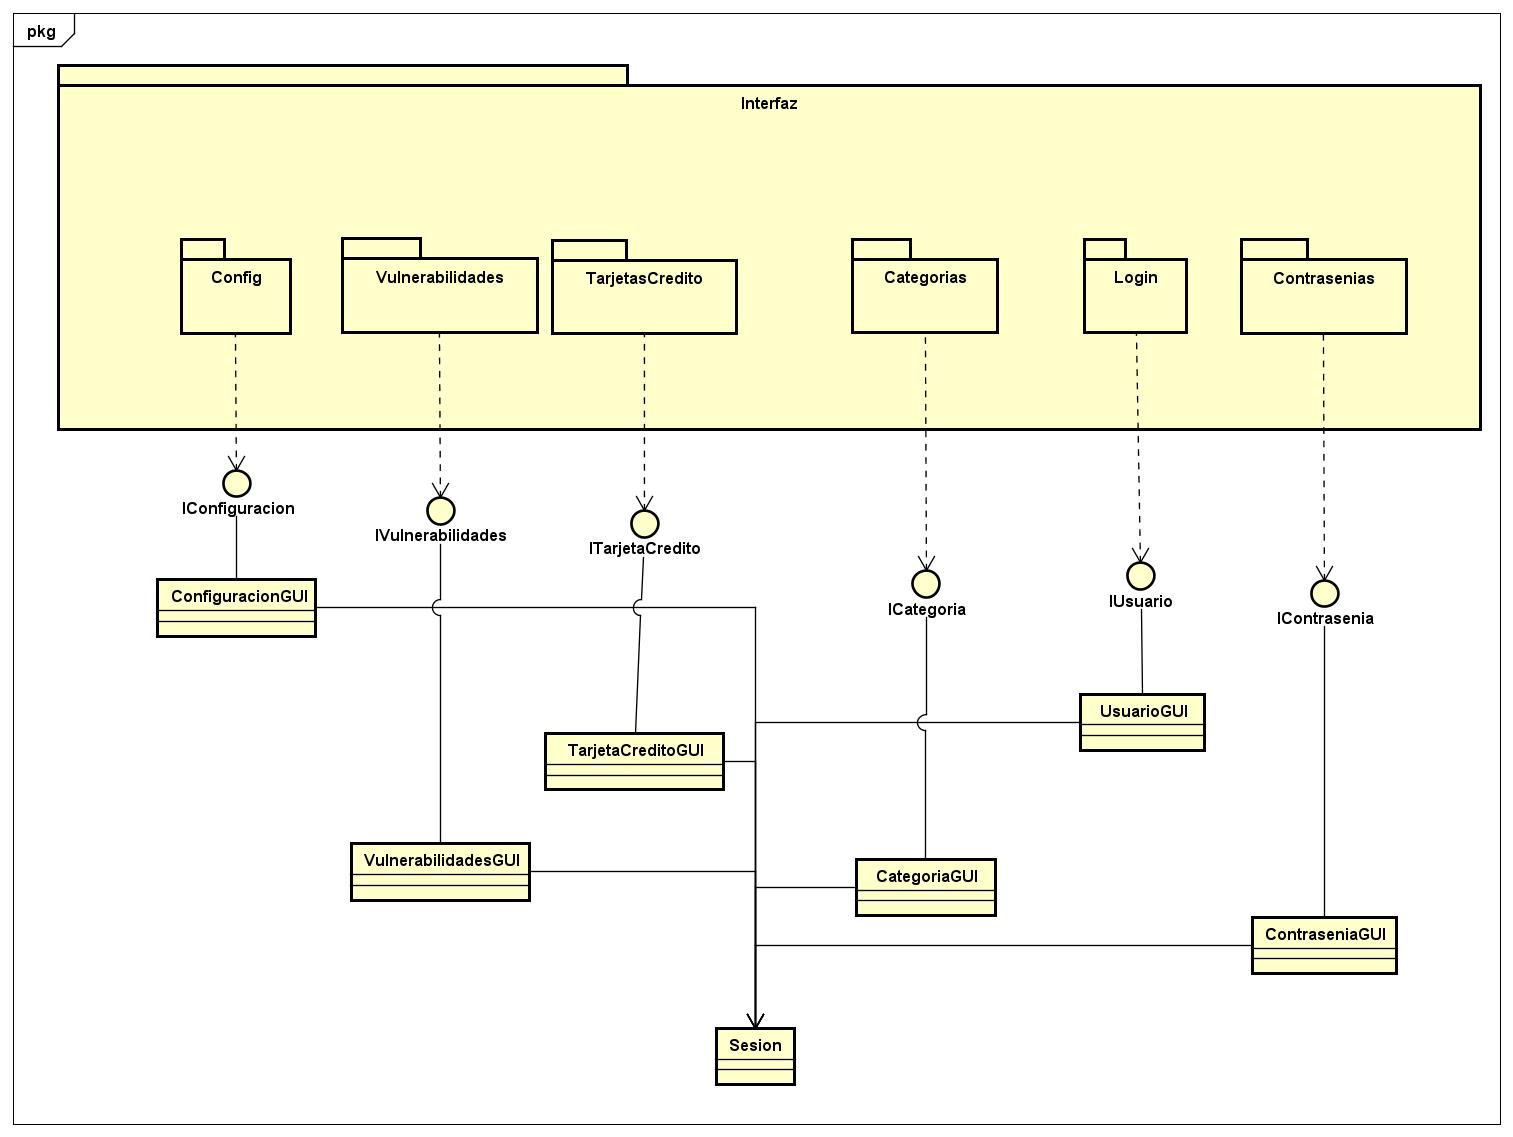 pkg
Interfaz
Config
Vulnerabilidades
TarjetasCredito
Categorias
Login
Contrasenias
IConfiguracion
IVulnerabilidades
ITarjetaCredito
ICategoria
IUsuario
IContrasenia
ConfiguracionGUI
UsuarioGUI
TarjetaCreditoGUI
VulnerabilidadesGUI
CategoriaGUI
ContraseniaGUI
Sesion